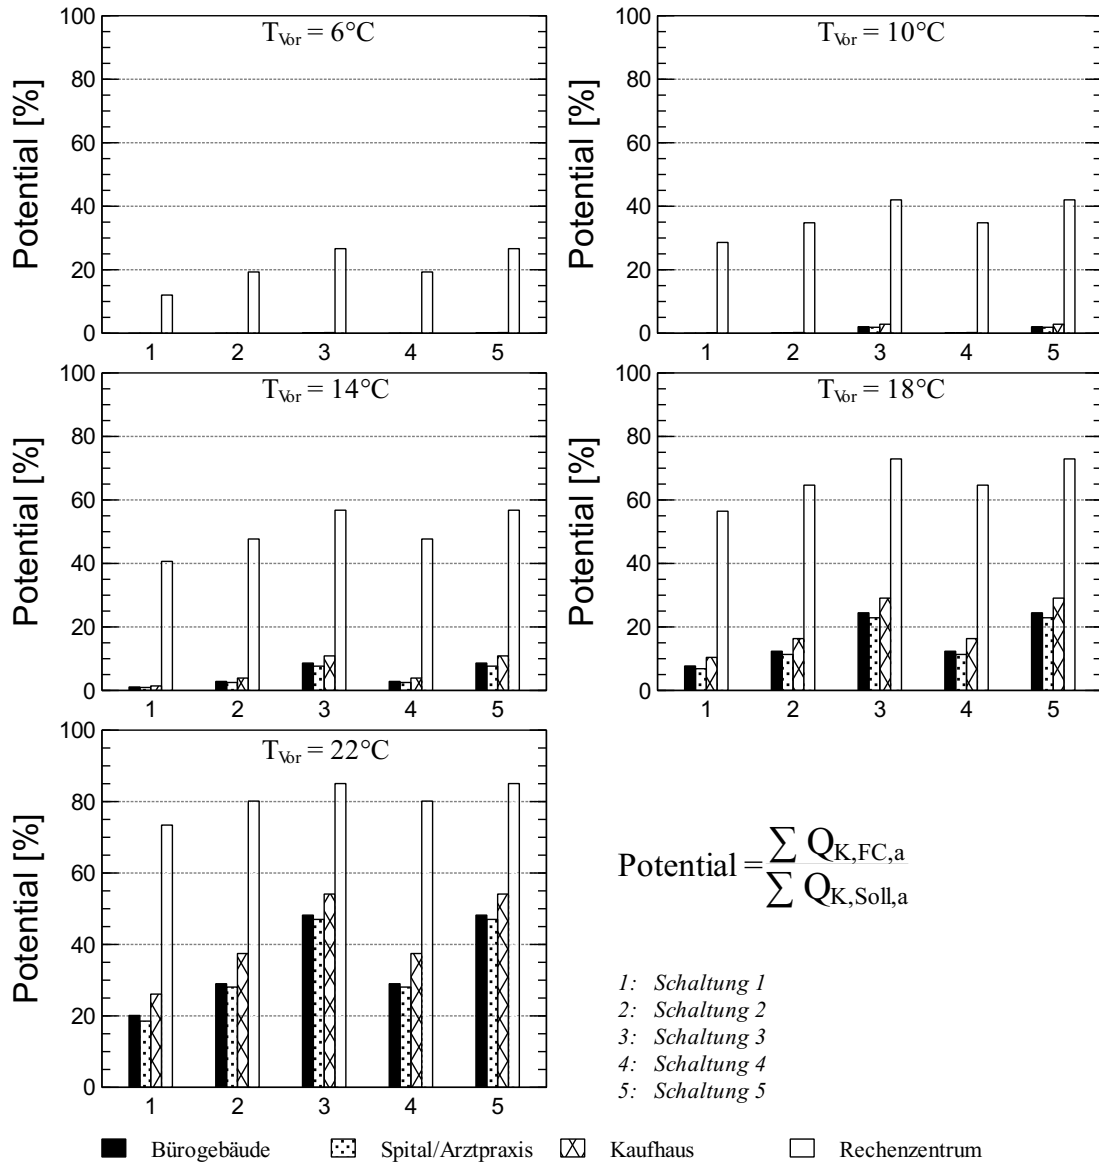 T_Vor = 6°C
Potential [%]
100
80
60
40
20
0
1 2 3 4 5
T_Vor = 10°C
Potential [%]
100
80
60
40
20
0
1 2 3 4 5
T_Vor = 14°C
Potential [%]
100
80
60
40
20
0
1 2 3 4 5
T_Vor = 18°C
Potential [%]
100
80
60
40
20
0
1 2 3 4 5
T_Vor = 22°C
Potential [%]
100
80
60
40
20
0
1 2 3 4 5
Potential = ∑ Q_K,FC,a
∑ Q_K,Soll,a
1: Schaltung 1
2: Schaltung 2
3: Schaltung 3
4: Schaltung 4
5: Schaltung 5
Bürogebäude Spital/Arztpraxis Kaufhaus Rechenzentrum